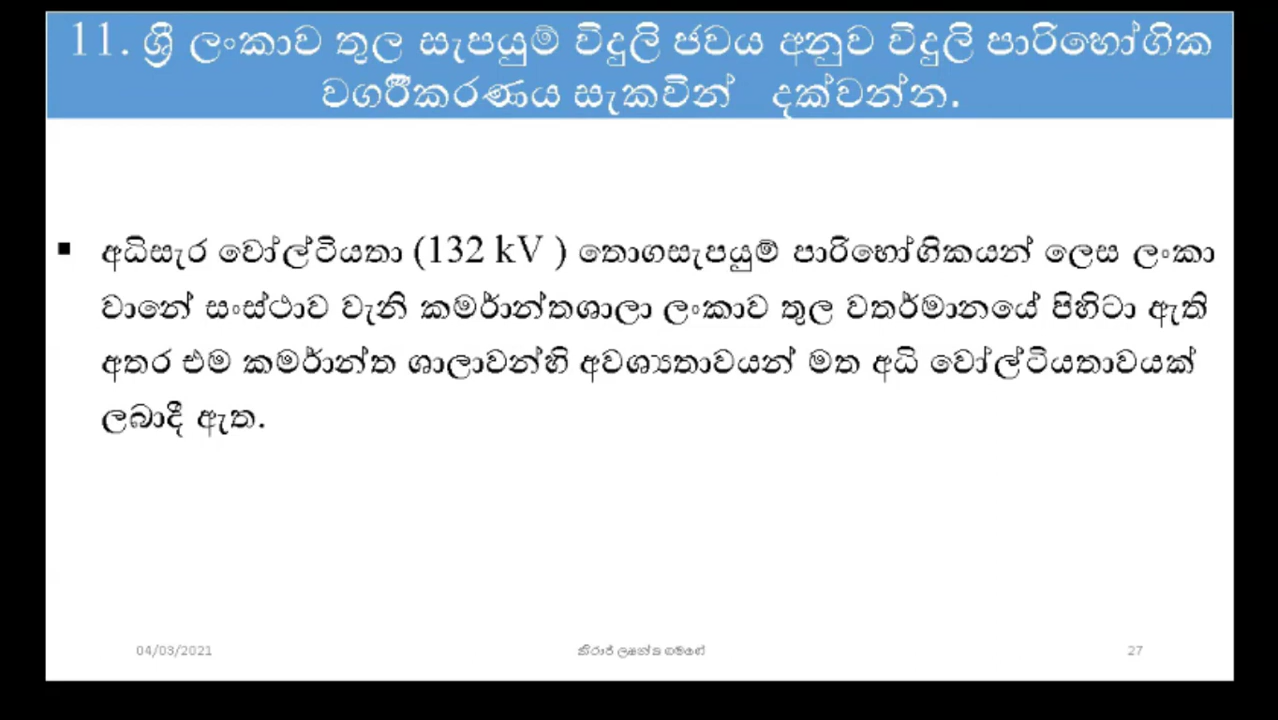 11. ශ්‍රී ලංකාව තුල සැපයුම් විදුලි ජවය අනුව විදුලි පාරිභෝගික
වගරීකරණය සැකවින් දක්වන්න.
▪ අධිසැර වෝල්ටියතා (132 kV ) තොගසැපයුම් පාරිභෝගිකයන් ලෙස ලංකා
වානේ සංස්ථාව වැනි කමර්ාන්තශාලා ලංකාව තුල වතර්මානයේ පිහිටා ඇති
අතර එම කමර්ාන්ත ශාලාවන්හි අවශ්‍යතාවයන් මත අධි වෝල්ටියතාවයක්
ලබාදී ඇත.
04/03/2021
27